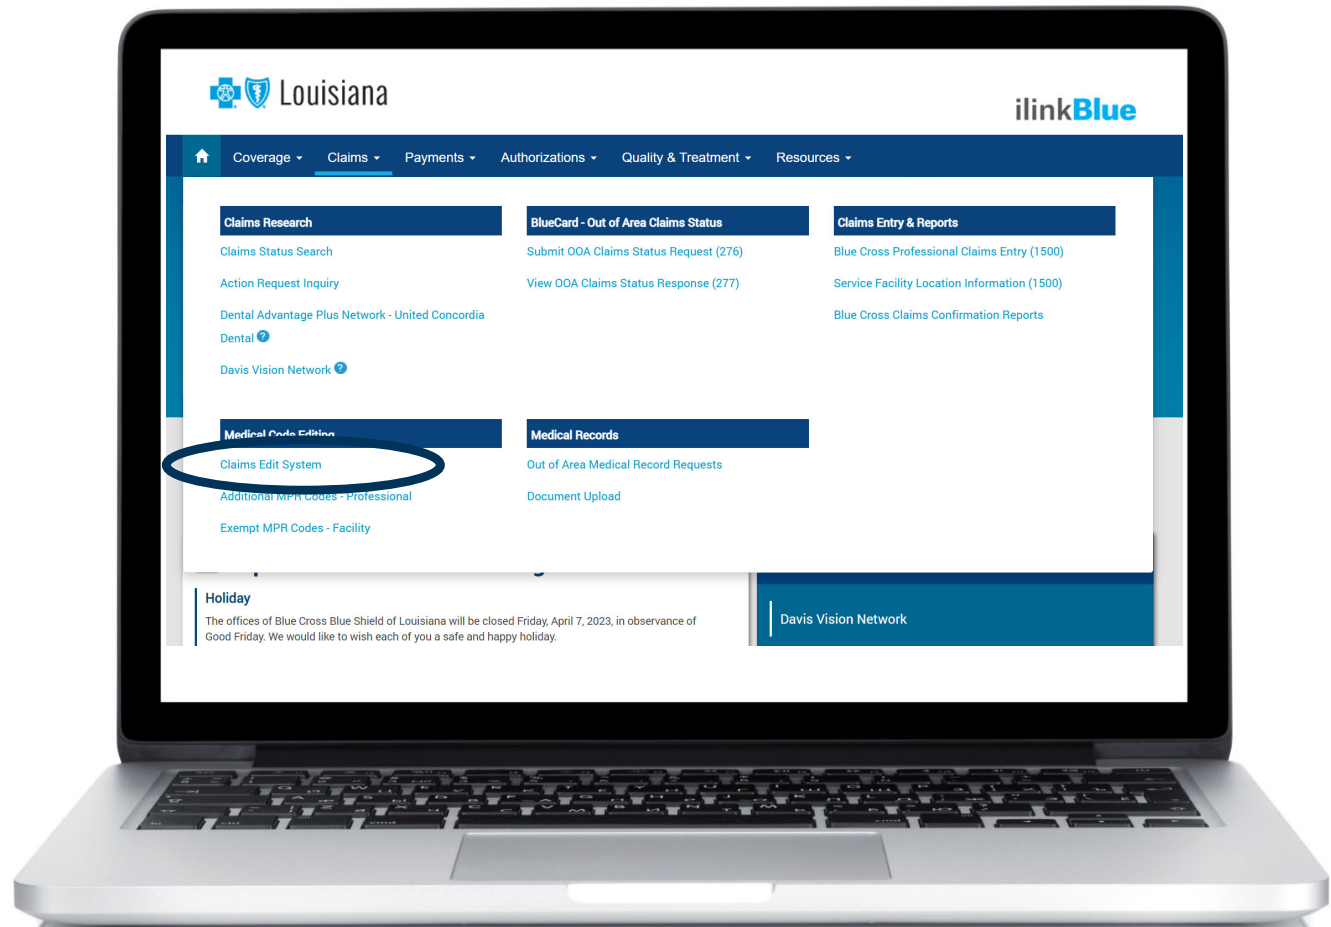 Louisiana
ilinkBlue
Coverage Claims Payments Authorizations Quality & Treatment Resources
Claims Research
Claims Status Search
Action Request Inquiry
Dental Advantage Plus Network - United Concordia
Dental ?
Davis Vision Network ?
BlueCard - Out of Area Claims Status
Submit OOA Claims Status Request (276)
View OOA Claims Status Response (277)
Claims Entry & Reports
Blue Cross Professional Claims Entry (1500)
Service Facility Location Information (1500)
Blue Cross Claims Confirmation Reports
Medical Code Editing
Claims Edit System
Additional MPR Codes - Professional
Exempt MPR Codes - Facility
Medical Records
Out of Area Medical Record Requests
Document Upload
Holiday
The offices of Blue Cross Blue Shield of Louisiana will be closed Friday, April 7, 2023, in observance of
Good Friday. We would like to wish each of you a safe and happy holiday.
Davis Vision Network